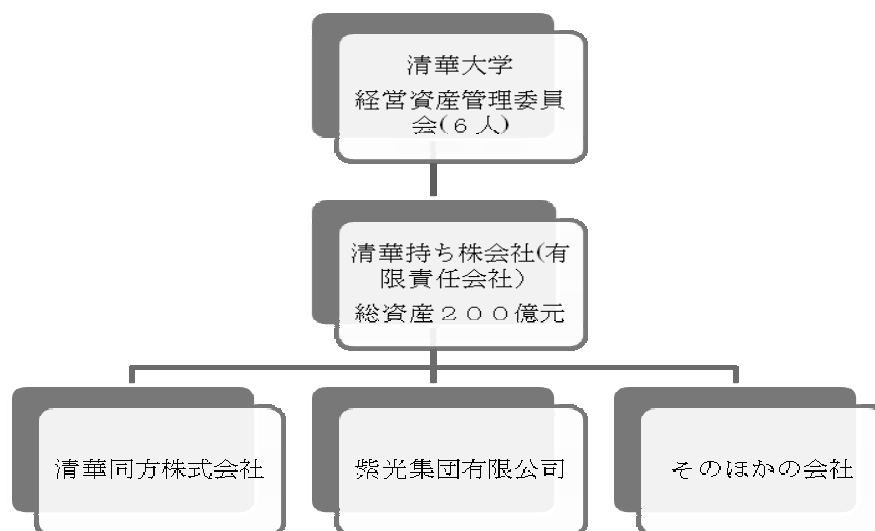 清華大学
経営資産管理委員
会(６人)
清華持ち株会社(有
限責任会社）
総資産２００億元
清華同方株式会社
紫光集団有限公司
そのほかの会社